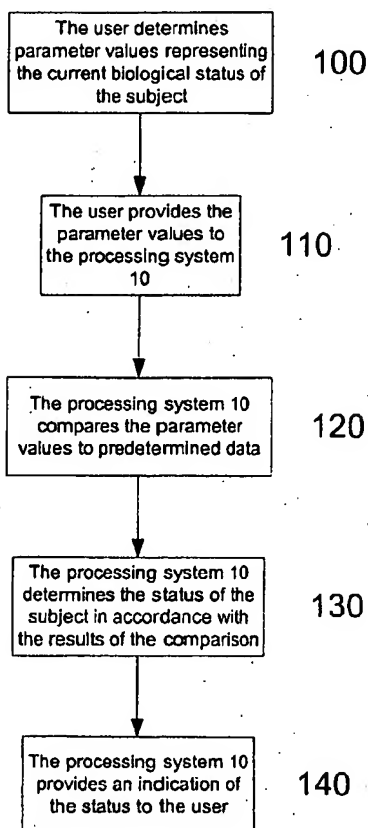 The user determines
parameter values representing
the current biological status of
the subject
100
The user provides the
parameter values to
the processing system
10
110
The processing system 10
compares the parameter
values to predetermined data
120
The processing system 10
determines the status of the
subject in accordance with
the results of the comparison
130
The processing system 10
provides an indication of
the status to the user
140